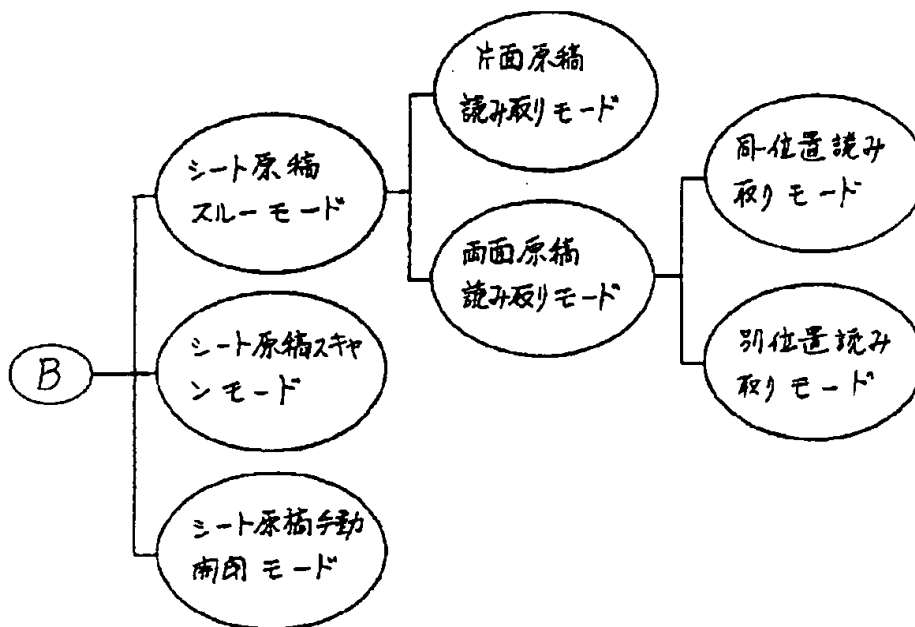 片面原稿
読み取りモード
シート原稿
スルーモード
同位置読み
取りモード
両面原稿
読み取りモード
シート原稿スキャ
ンモード
別位置読み
取りモード
B
シート原稿手動
開閉モード